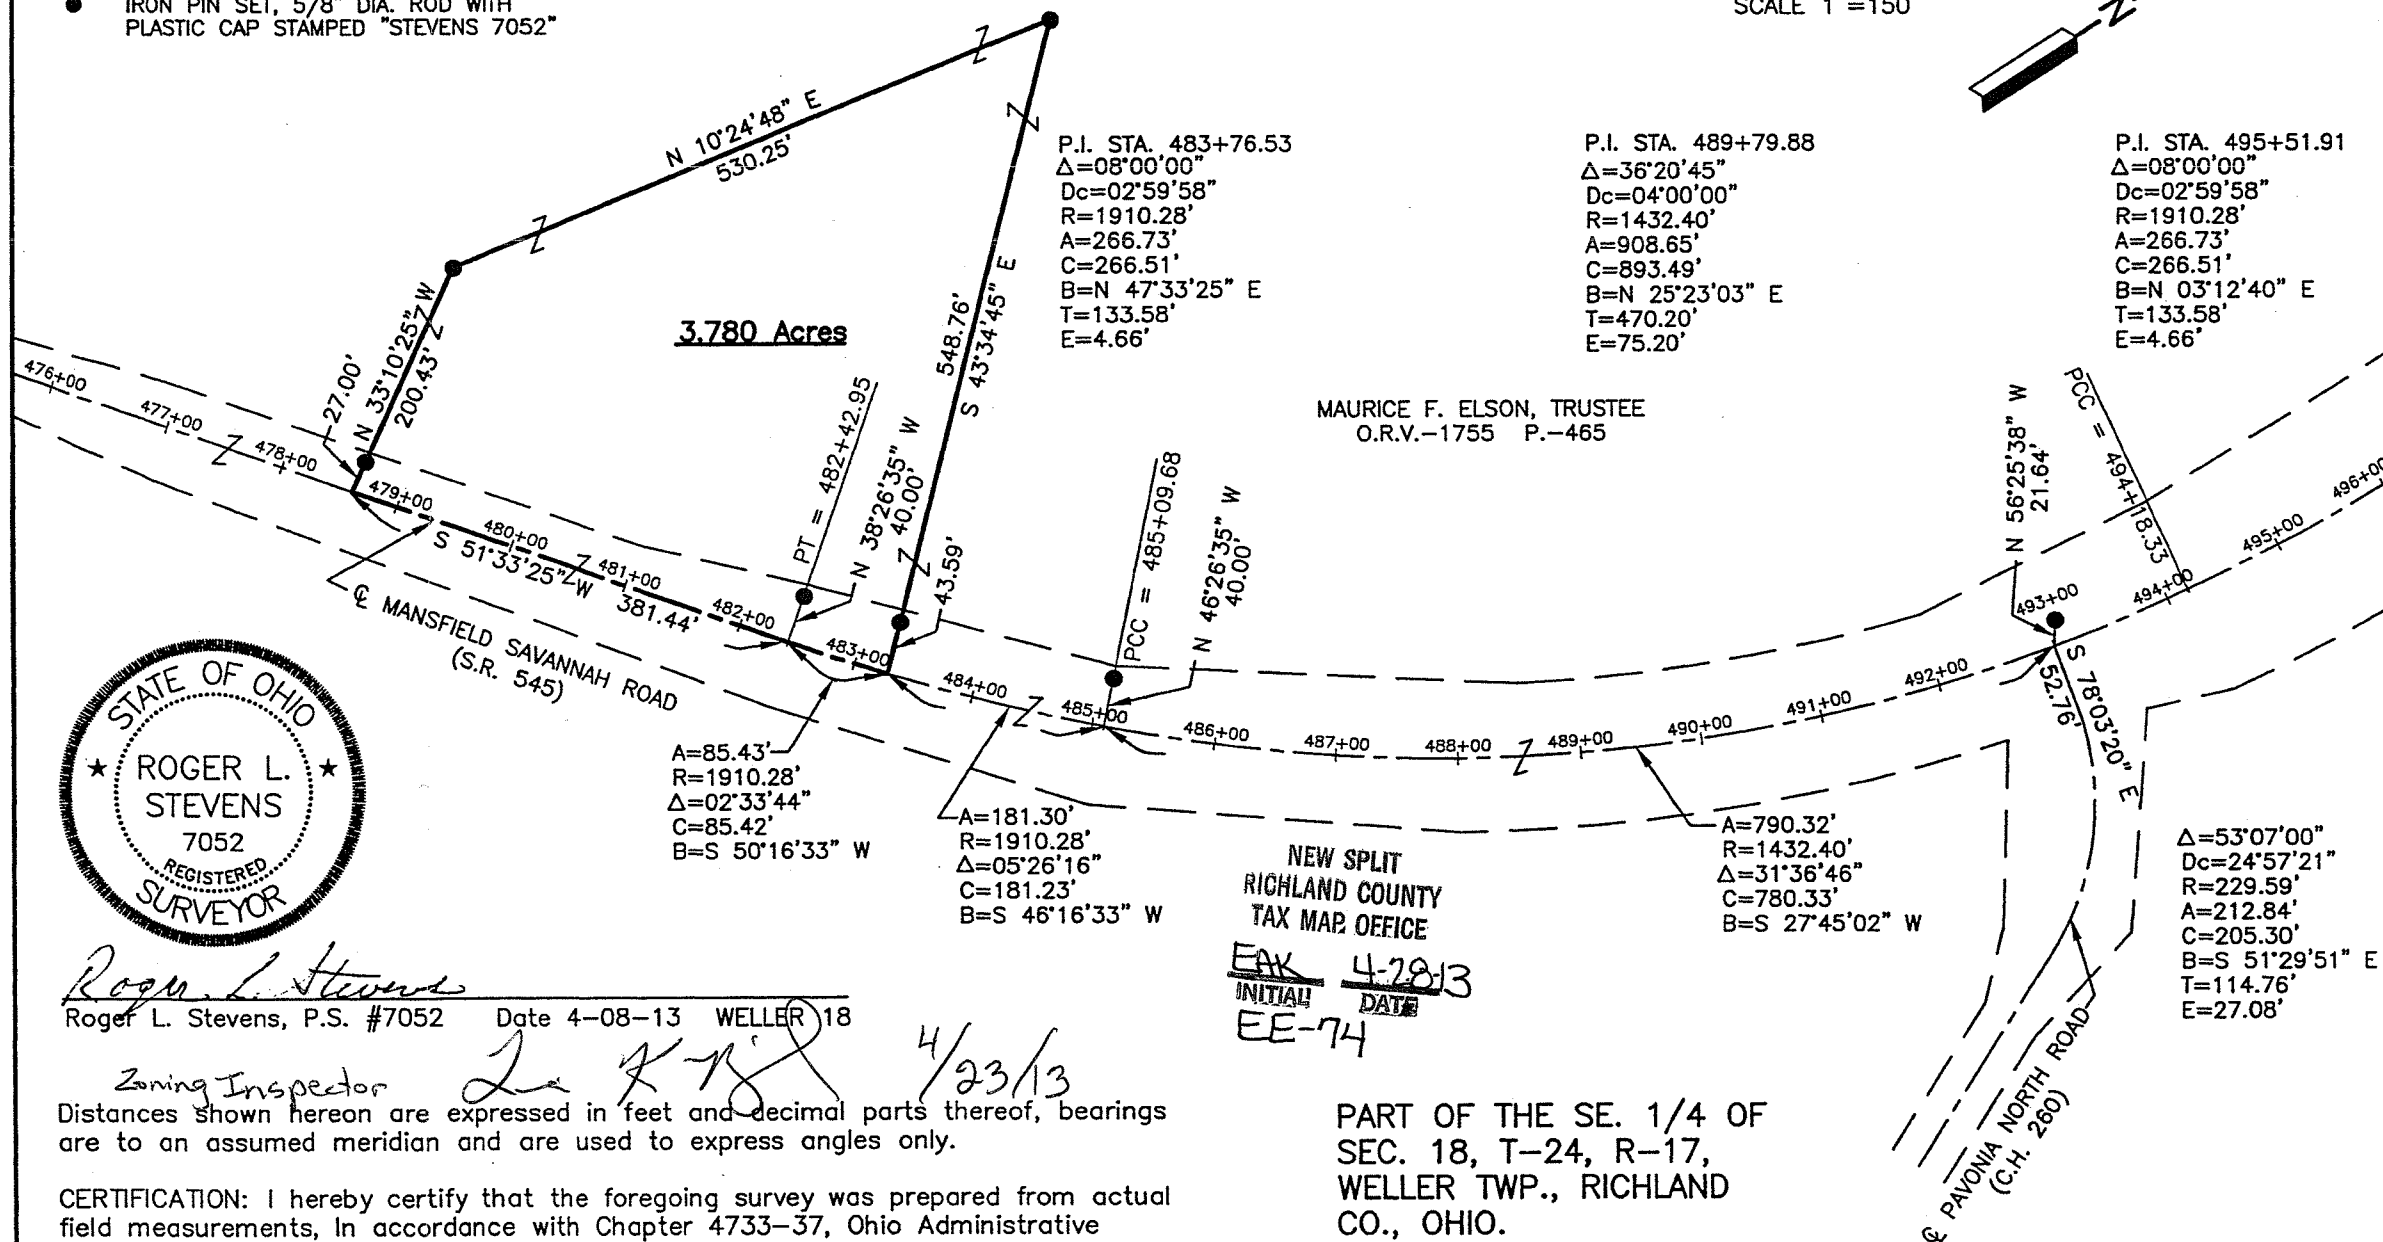 IRON PIN SET, 5/8" DIA. ROD WITH
PLASTIC CAP STAMPED "STEVENS 7052"
SCALE 1"=150'
N
N 10°24'48" E
530.25'
P.I. STA. 483+76.53
Δ=08°00'00"
Dc=02°59'58"
R=1910.28'
A=266.73'
C=266.51'
B=N 47°33'25" E
T=133.58'
E=4.66'
P.I. STA. 489+79.88
Δ=36°20'45"
Dc=04°00'00"
R=1432.40'
A=908.65'
C=893.49'
B=N 25°23'03" E
T=470.20'
E=75.20'
P.I. STA. 495+51.91
Δ=08°00'00"
Dc=02°59'58"
R=1910.28'
A=266.73'
C=266.51'
B=N 03°12'40" E
T=133.58'
E=4.66'
27.00'
N 33°10'25" W
200.43'
3.780 Acres
548.76'
S 43°34'45" E
MAURICE F. ELSON, TRUSTEE
O.R.V.-1755 P.-465
476+00
477+00
478+00
479+00
480+00
481+00
482+00
483+00
484+00
485+00
486+00
487+00
488+00
489+00
490+00
491+00
492+00
493+00
494+00
495+00
496+00
PT = 482+42.95
N 38°26'35" W
40.00'
43.59'
PCC = 485+09.68
N 46°26'35" W
40.00'
N 56°25'38" W
21.64'
PCC = 494+18.33
S 51°33'25" W
381.44'
℄ MANSFIELD SAVANNAH ROAD
(S.R. 545)
S 78°03'20" E
52.76'
A=85.43'
R=1910.28'
Δ=02°33'44"
C=85.42'
B=S 50°16'33" W
A=181.30'
R=1910.28'
Δ=05°26'16"
C=181.23'
B=S 46°16'33" W
A=790.32'
R=1432.40'
Δ=31°36'46"
C=780.33'
B=S 27°45'02" W
Δ=53°07'00"
Dc=24°57'21"
R=229.59'
A=212.84'
C=205.30'
B=S 51°29'51" E
T=114.76'
E=27.08'
STATE OF OHIO
ROGER L.
STEVENS
7052
REGISTERED
SURVEYOR
NEW SPLIT
RICHLAND COUNTY
TAX MAP OFFICE
EAK 4-28-13
INITIAL DATE
EE-74
Roger L. Stevens
Roger L. Stevens, P.S. #7052 Date 4-08-13 WELLER 18
Zoning Inspector 4/23/13
Distances shown hereon are expressed in feet and decimal parts thereof, bearings
are to an assumed meridian and are used to express angles only.
CERTIFICATION: I hereby certify that the foregoing survey was prepared from actual
field measurements, In accordance with Chapter 4733-37, Ohio Administrative
PART OF THE SE. 1/4 OF
SEC. 18, T-24, R-17,
WELLER TWP., RICHLAND
CO., OHIO.
℄ PAVONIA NORTH ROAD
(C.H. 260)